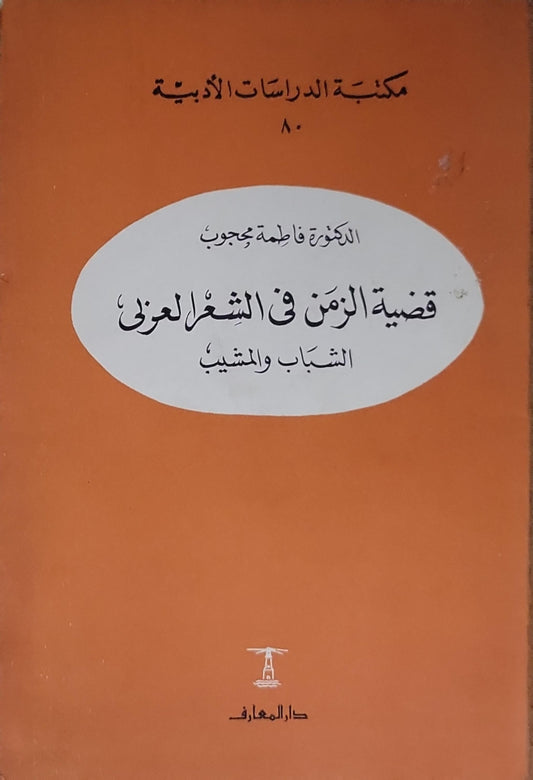 مكتبة الدراسات الأدبية
٨٠
الدكتورة فاطمة محجوب
قضية الزمن فى الشعر العربى
الشباب والمشيب
دار المعارف